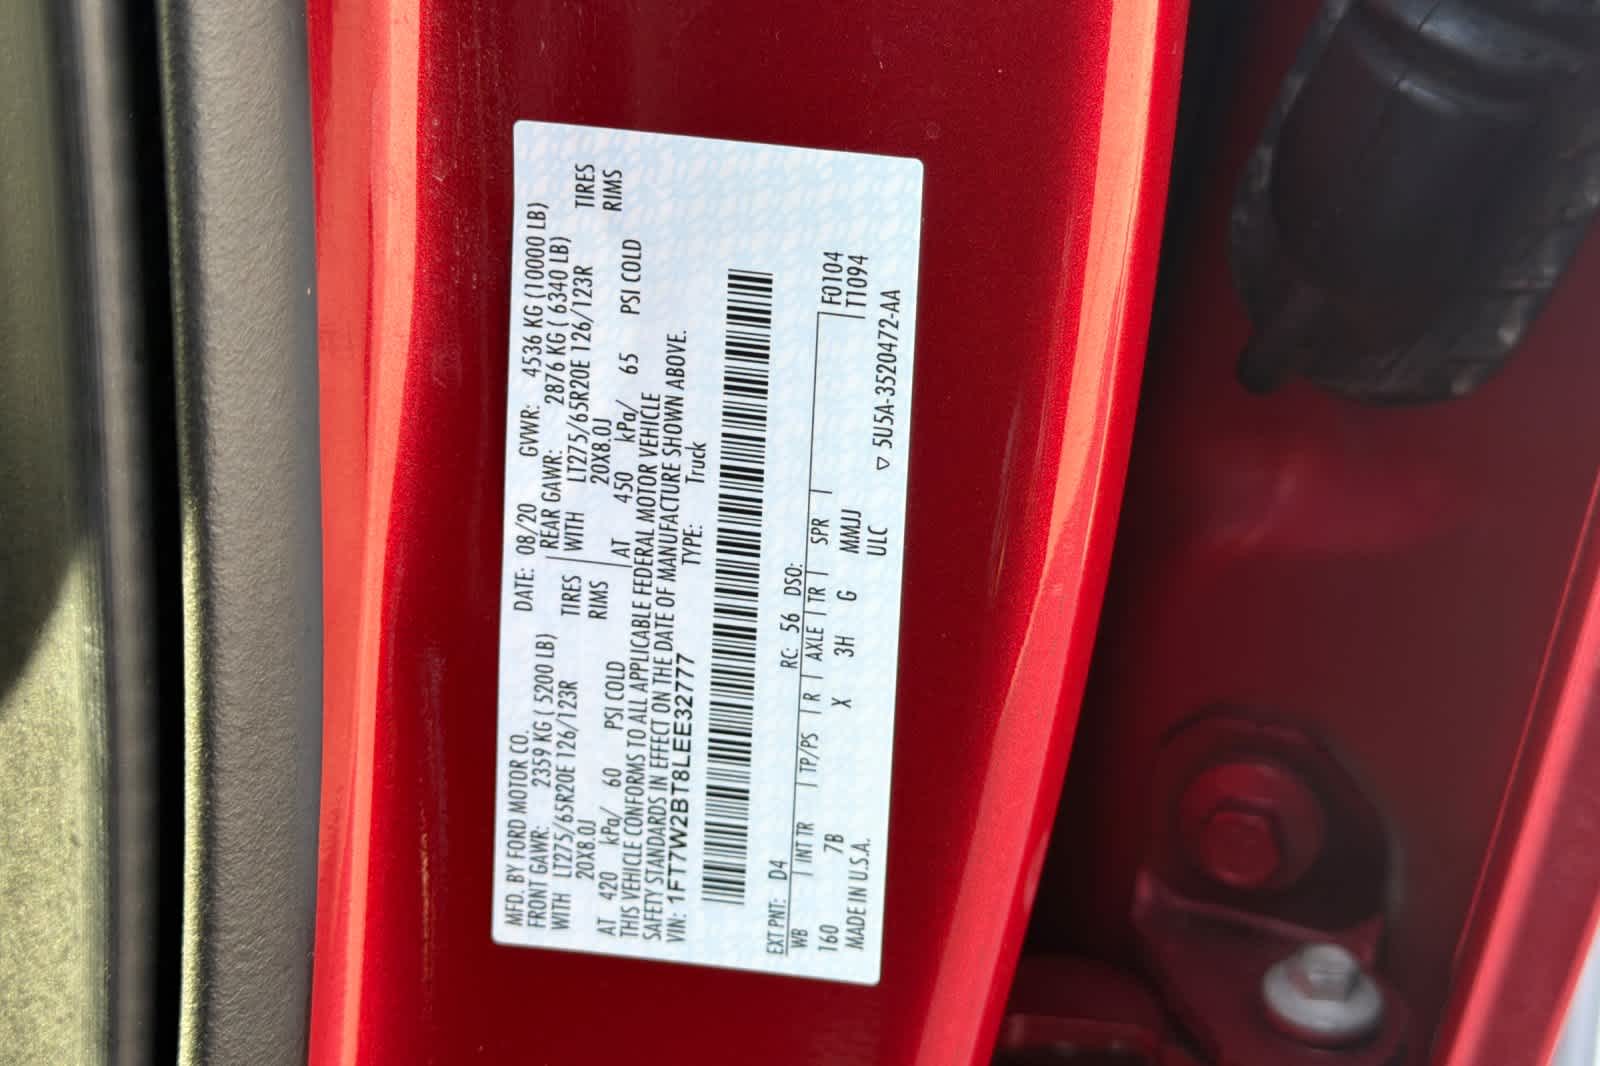 MFD. BY FORD MOTOR CO. DATE: 08/20 GVWR: 4536 KG (10000 LB)
FRONT GAWR: 2359 KG ( 5200 LB) REAR GAWR: 2876 KG ( 6340 LB)
WITH LT275/65R20E 126/123R TIRES WITH LT275/65R20E 126/123R TIRES
20X8.0J RIMS 20X8.0J RIMS
AT 420 kPa/ 60 PSI COLD AT 450 kPa/ 65 PSI COLD
THIS VEHICLE CONFORMS TO ALL APPLICABLE FEDERAL MOTOR VEHICLE
SAFETY STANDARDS IN EFFECT ON THE DATE OF MANUFACTURE SHOWN ABOVE.
VIN: 1FT7W2BT8LEE32777 TYPE: Truck
EXT PNT: D4 RC: 56 DSO:
WB INT TR TP/PS R AXLE TR SPR F0104
160 7B X 3H G MMJJ T1094
MADE IN U.S.A. ULC ▽ 5U5A-3520472-AA